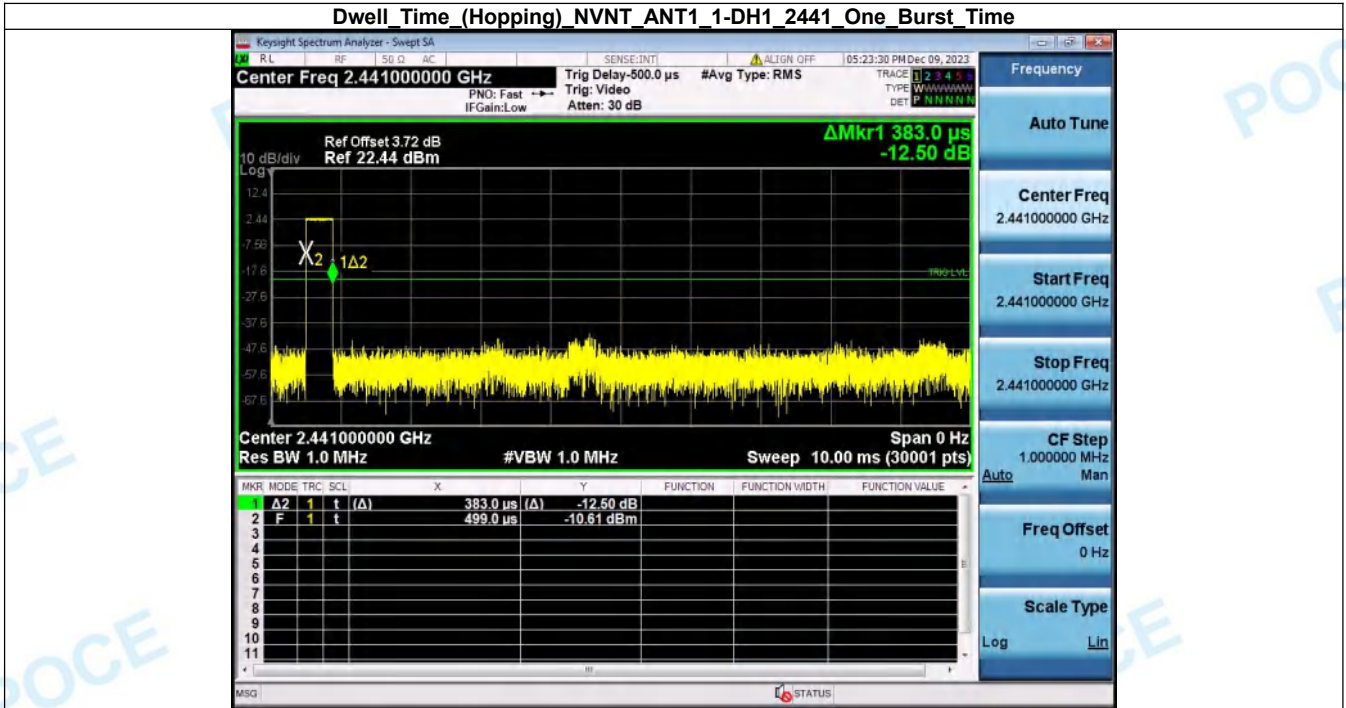 Dwell_Time_(Hopping)_NVNT_ANT1_1-DH1_2441_One_Burst_Time
Keysight Spectrum Analyzer - Swept SA
RL RF 50 Ω AC SENSE:INT ALIGN OFF 05:23:30 PM Dec 09, 2023
Center Freq 2.441000000 GHz
Trig Delay-500.0 µs #Avg Type: RMS
TRACE 1 2 3 4 5 6
PNO: Fast Trig: Video
TYPE WWWWWW
IFGain:Low Atten: 30 dB
DET P N N N N N
ΔMkr1 383.0 µs
-12.50 dB
Ref Offset 3.72 dB
10 dB/div Ref 22.44 dBm
Log
12.4
2.44
-7.56
-17.6
-27.6
-37.6
-47.6
-57.6
-67.6
X2 1Δ2
TRIG LVL
Center 2.441000000 GHz Span 0 Hz
Res BW 1.0 MHz #VBW 1.0 MHz Sweep 10.00 ms (30001 pts)
MKR MODE TRC SCL X Y FUNCTION FUNCTION WIDTH FUNCTION VALUE
1 Δ2 1 t (Δ) 383.0 µs (Δ) -12.50 dB
2 F 1 t 499.0 µs -10.61 dBm
3
4
5
6
7
8
9
10
11
MSG STATUS
Frequency
Auto Tune
Center Freq
2.441000000 GHz
Start Freq
2.441000000 GHz
Stop Freq
2.441000000 GHz
CF Step
1.000000 MHz
Auto Man
Freq Offset
0 Hz
Scale Type
Log Lin
POCE